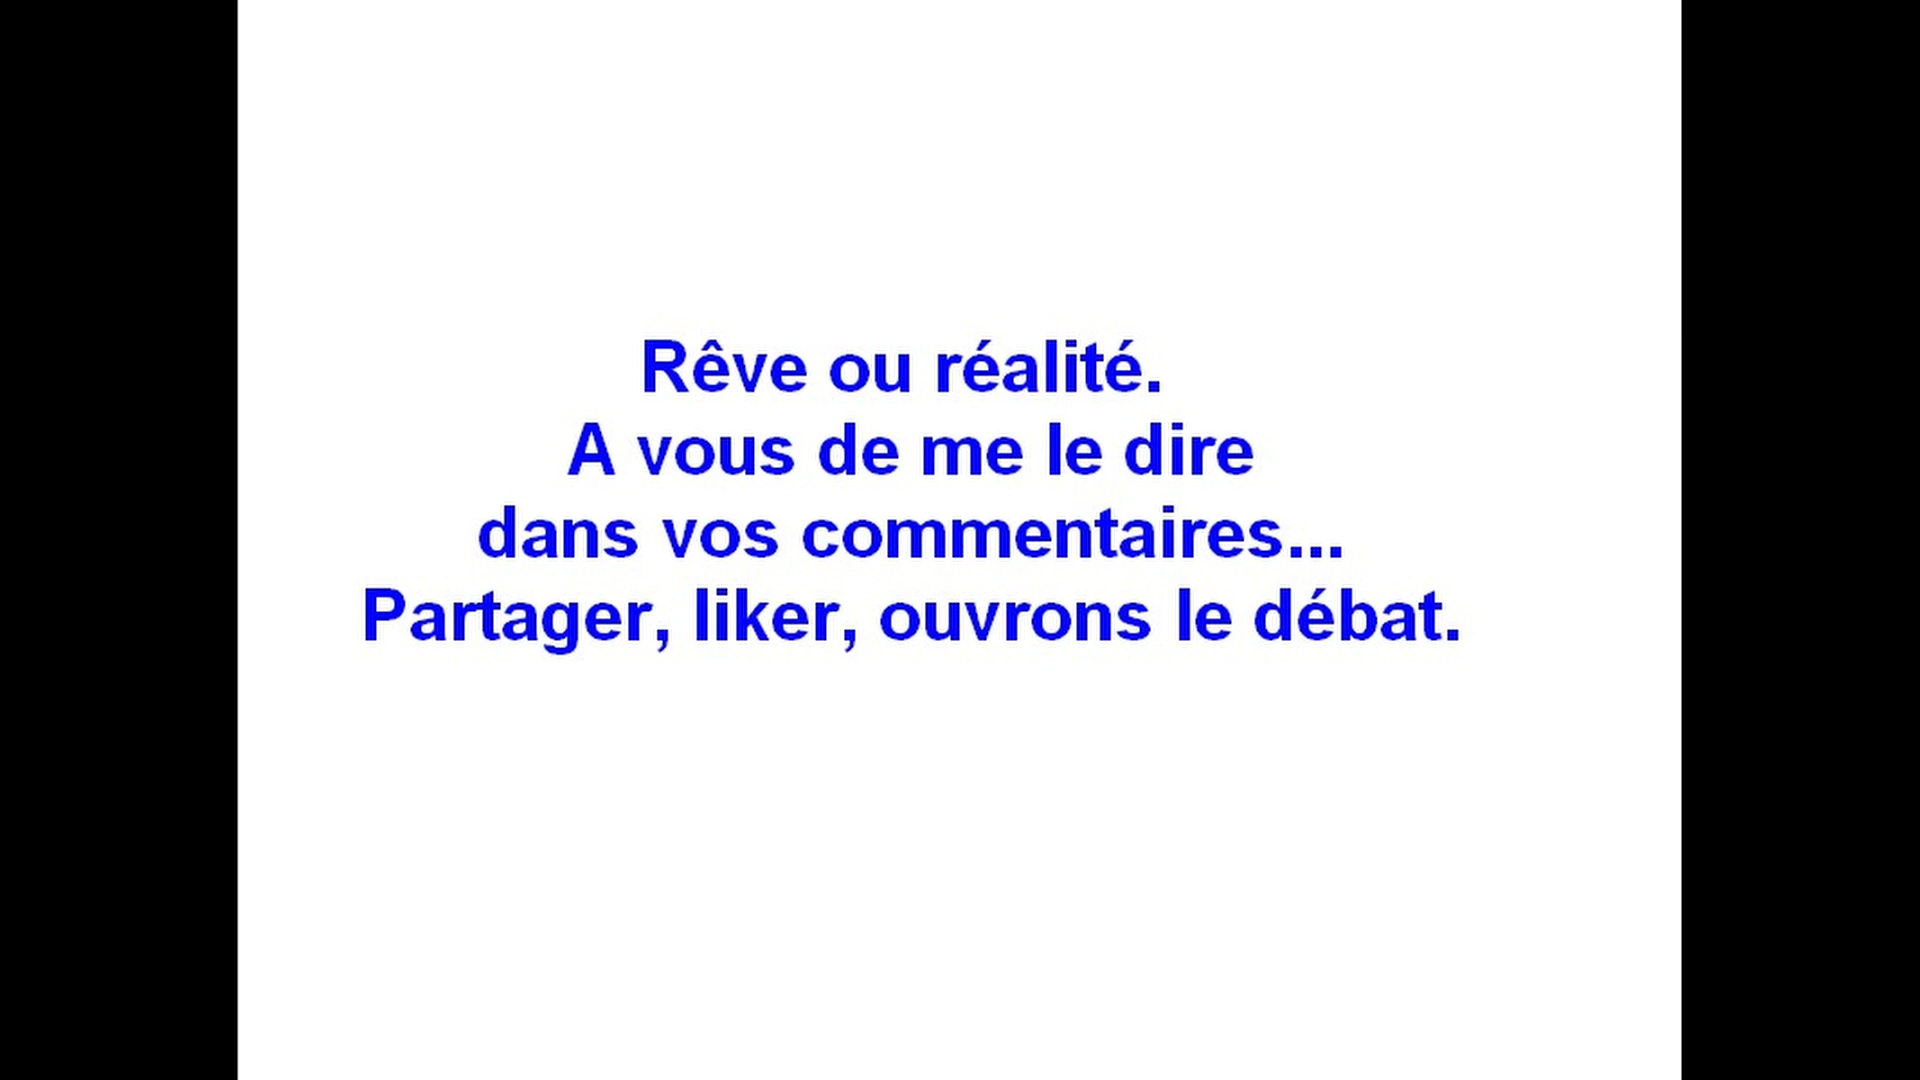 Rêve ou réalité.
A vous de me le dire
dans vos commentaires...
Partager, liker, ouvrons le débat.